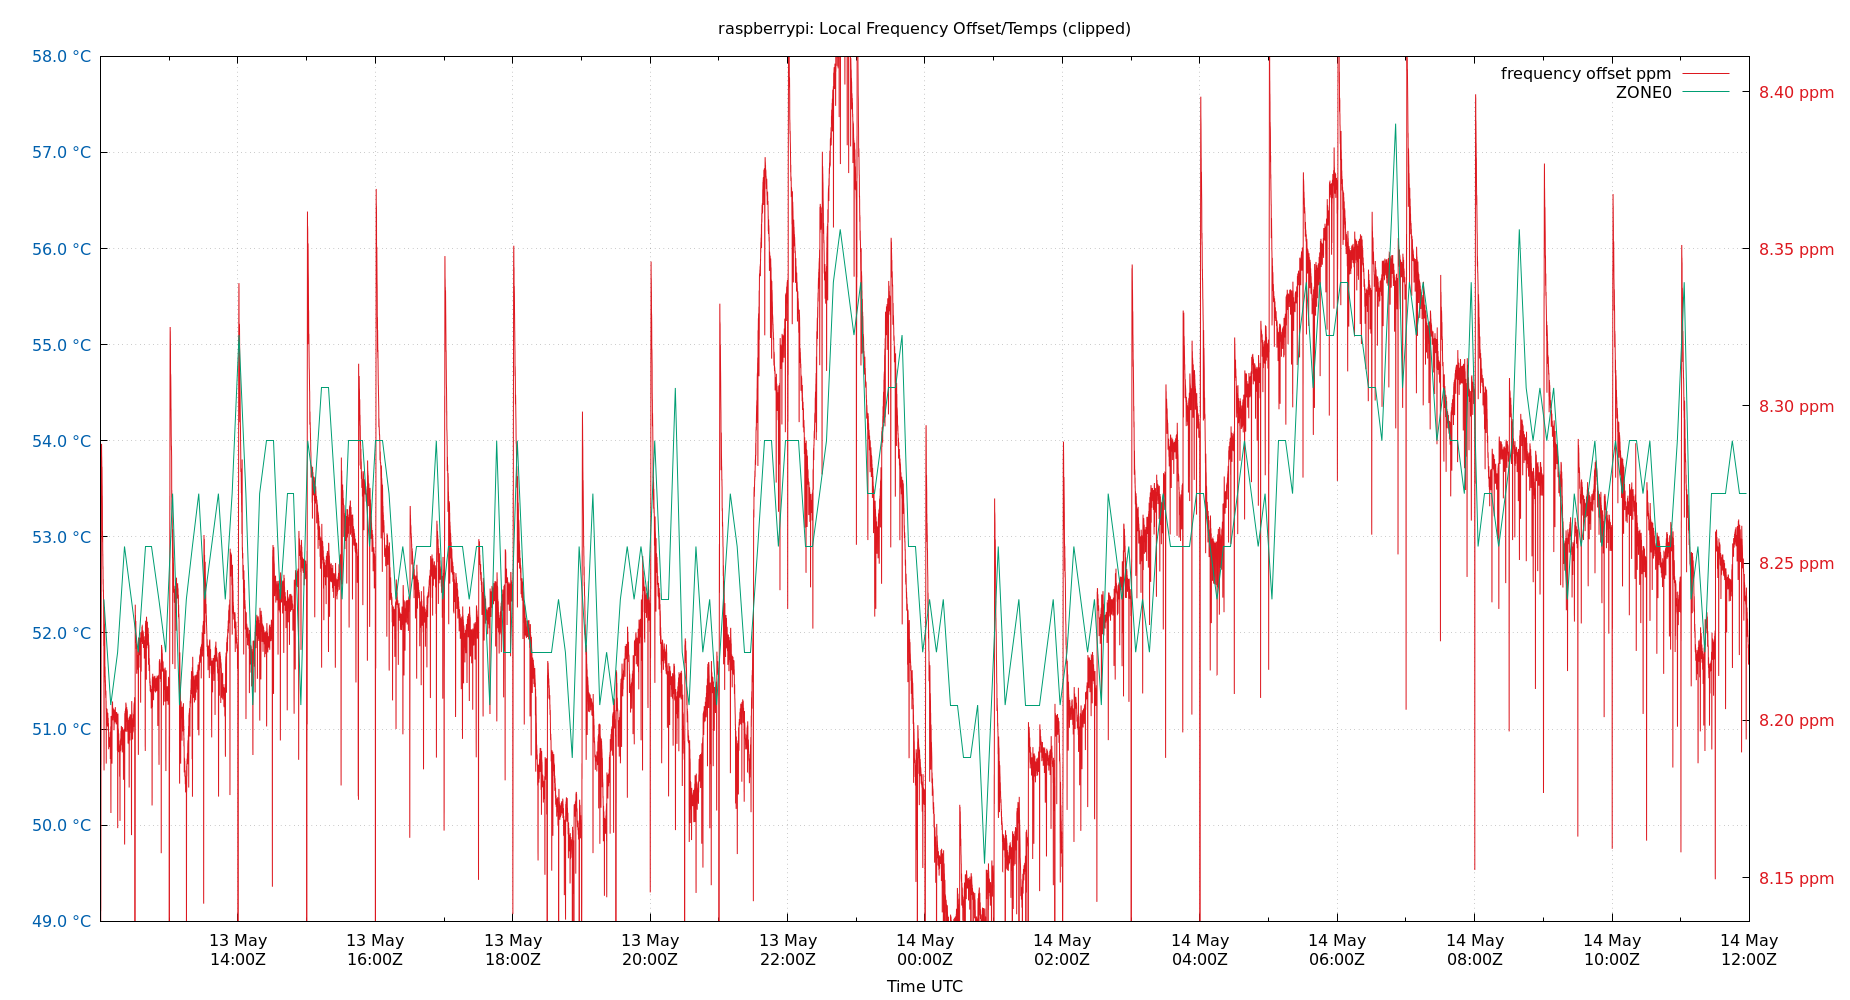 raspberrypi: Local Frequency Offset/Temps (clipped)
58.0 °C
57.0 °C
56.0 °C
55.0 °C
54.0 °C
53.0 °C
52.0 °C
51.0 °C
50.0 °C
49.0 °C
frequency offset ppm
ZONE0
8.40 ppm
8.35 ppm
8.30 ppm
8.25 ppm
8.20 ppm
8.15 ppm
13 May
14:00Z
13 May
16:00Z
13 May
18:00Z
13 May
20:00Z
13 May
22:00Z
14 May
00:00Z
14 May
02:00Z
14 May
04:00Z
14 May
06:00Z
14 May
08:00Z
14 May
10:00Z
14 May
12:00Z
Time UTC